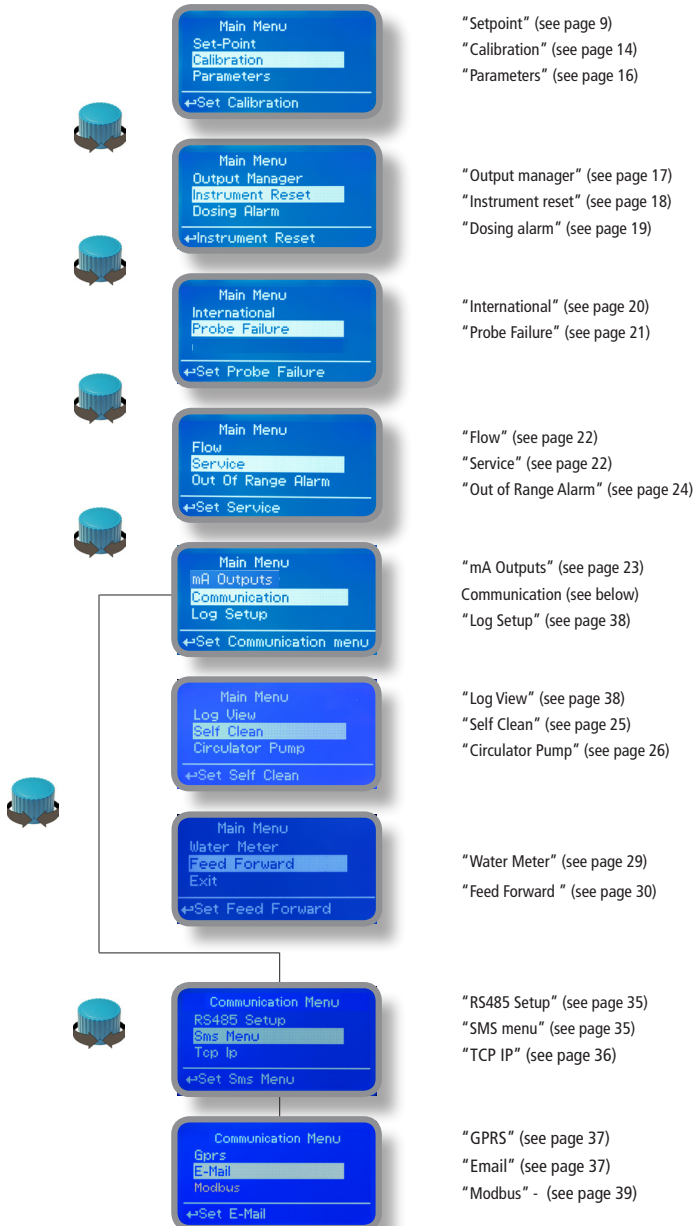 Main Menu
Set-Point
Calibration
Parameters
↵Set Calibration
"Setpoint" (see page 9)
"Calibration" (see page 14)
"Parameters" (see page 16)
Main Menu
Output Manager
Instrument Reset
Dosing Alarm
↵Instrument Reset
"Output manager" (see page 17)
"Instrument reset" (see page 18)
"Dosing alarm" (see page 19)
Main Menu
International
Probe Failure
↵Set Probe Failure
"International" (see page 20)
"Probe Failure" (see page 21)
Main Menu
Flow
Service
Out Of Range Alarm
↵Set Service
"Flow" (see page 22)
"Service" (see page 22)
"Out of Range Alarm" (see page 24)
Main Menu
mA Outputs
Communication
Log Setup
↵Set Communication menu
"mA Outputs" (see page 23)
Communication (see below)
"Log Setup" (see page 38)
Main Menu
Log View
Self Clean
Circulator Pump
↵Set Self Clean
"Log View" (see page 38)
"Self Clean" (see page 25)
"Circulator Pump" (see page 26)
Main Menu
Water Meter
Feed Forward
Exit
↵Set Feed Forward
"Water Meter" (see page 29)
"Feed Forward " (see page 30)
Communication Menu
RS485 Setup
Sms Menu
Tcp Ip
↵Set Sms Menu
"RS485 Setup" (see page 35)
"SMS menu" (see page 35)
"TCP IP" (see page 36)
Communication Menu
Gprs
E-Mail
Modbus
↵Set E-Mail
"GPRS" (see page 37)
"Email" (see page 37)
"Modbus" - (see page 39)